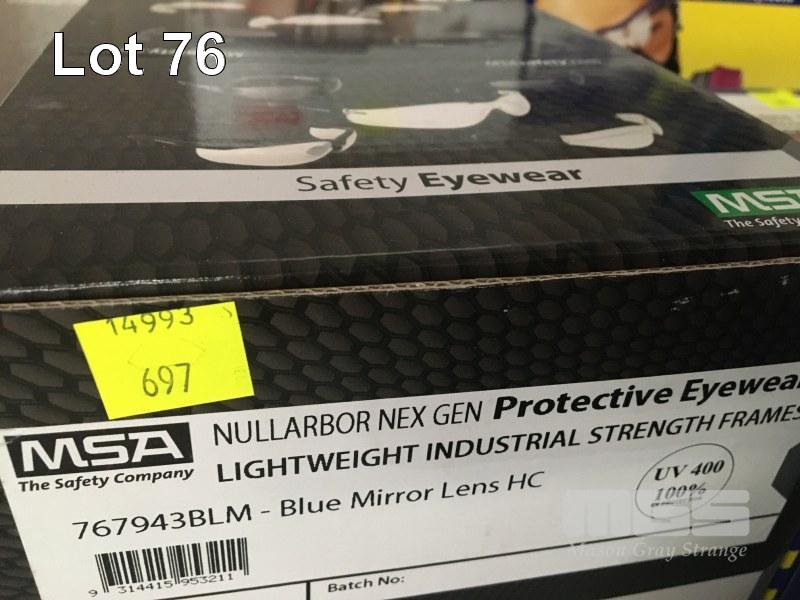 Lot 76
Safety Eyewear
MSA
The Safety
14993
697
MSA
The Safety Company
NULLARBOR NEX GEN Protective Eyewear
LIGHTWEIGHT INDUSTRIAL STRENGTH FRAMES
767943BLM - Blue Mirror Lens HC
UV 400
100%
MGS
Mason Gray Strange
9 314415 953211
Batch No: